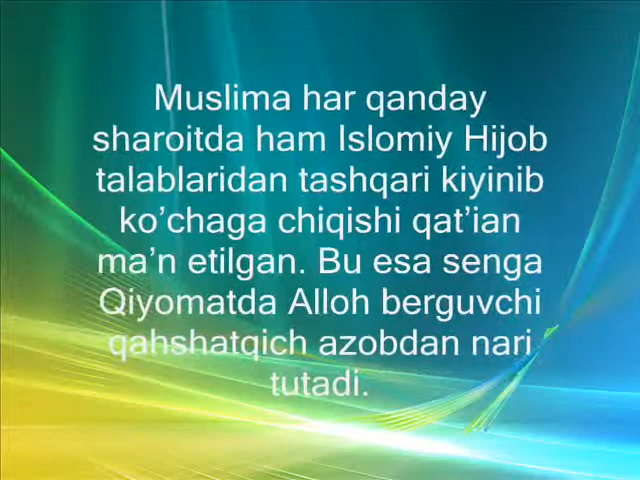 Muslima har qanday
sharoitda ham Islomiy Hijob
talablaridan tashqari kiyinib
ko’chaga chiqishi qat’ian
ma’n etilgan. Bu esa senga
Qiyomatda Alloh berguvchi
qahshatqich azobdan nari
tutadi.